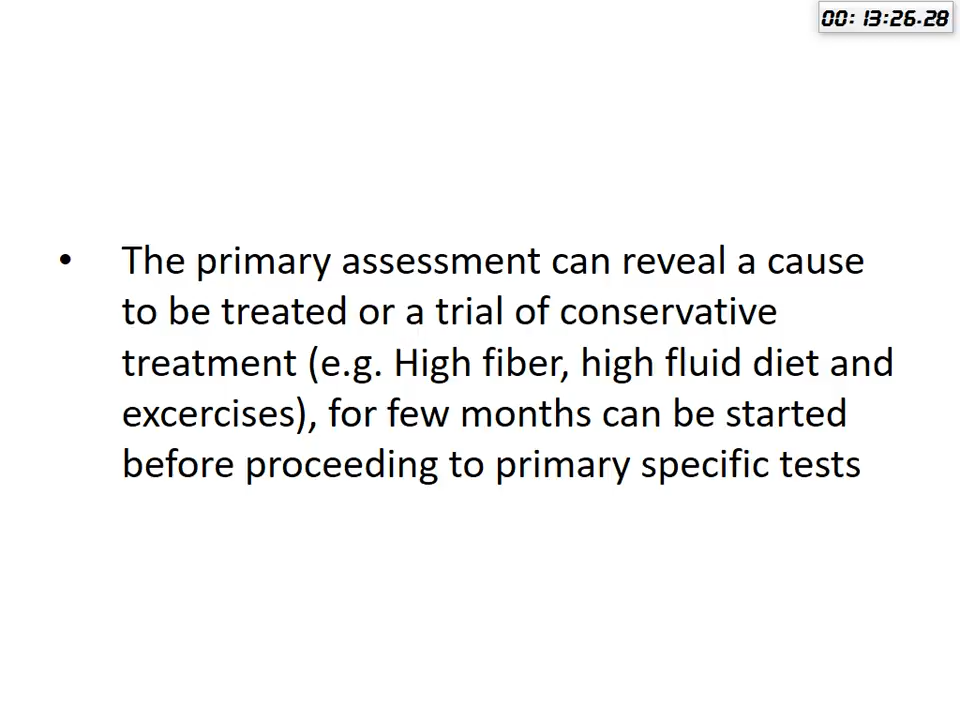 00: 13:26.28
• The primary assessment can reveal a cause
to be treated or a trial of conservative
treatment (e.g. High fiber, high fluid diet and
excercises), for few months can be started
before proceeding to primary specific tests